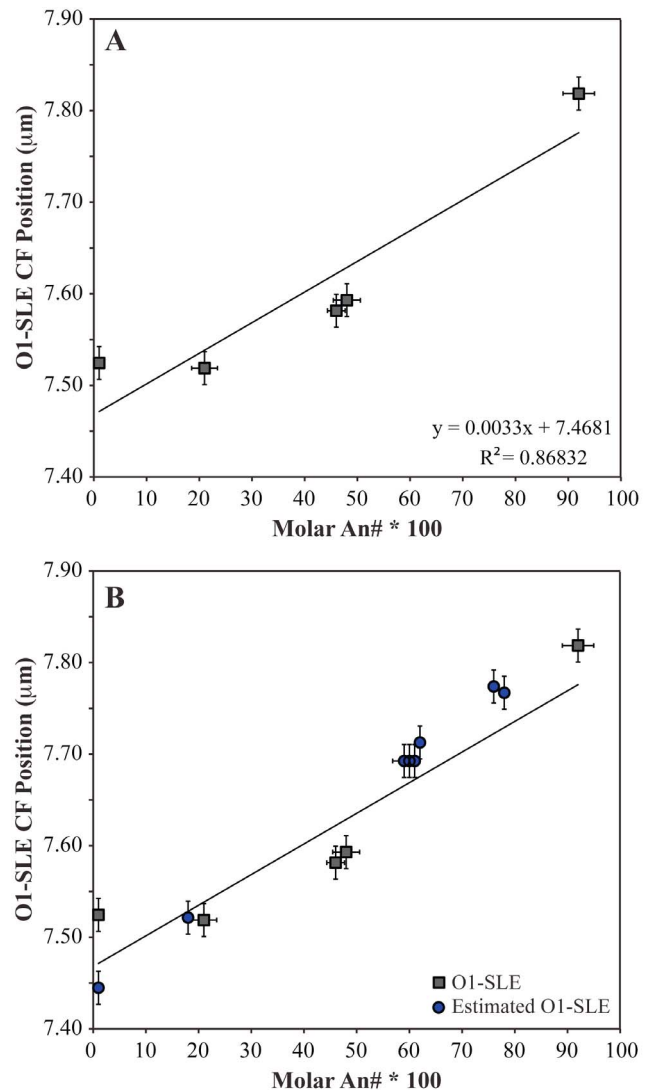 A
7.90
7.80
7.70
7.60
7.50
7.40
O1-SLE CF Position (μm)
y = 0.0033x + 7.4681
R² = 0.86832
0 10 20 30 40 50 60 70 80 90 100
Molar An# * 100
B
7.90
7.80
7.70
7.60
7.50
7.40
O1-SLE CF Position (μm)
O1-SLE
Estimated O1-SLE
0 10 20 30 40 50 60 70 80 90 100
Molar An# * 100